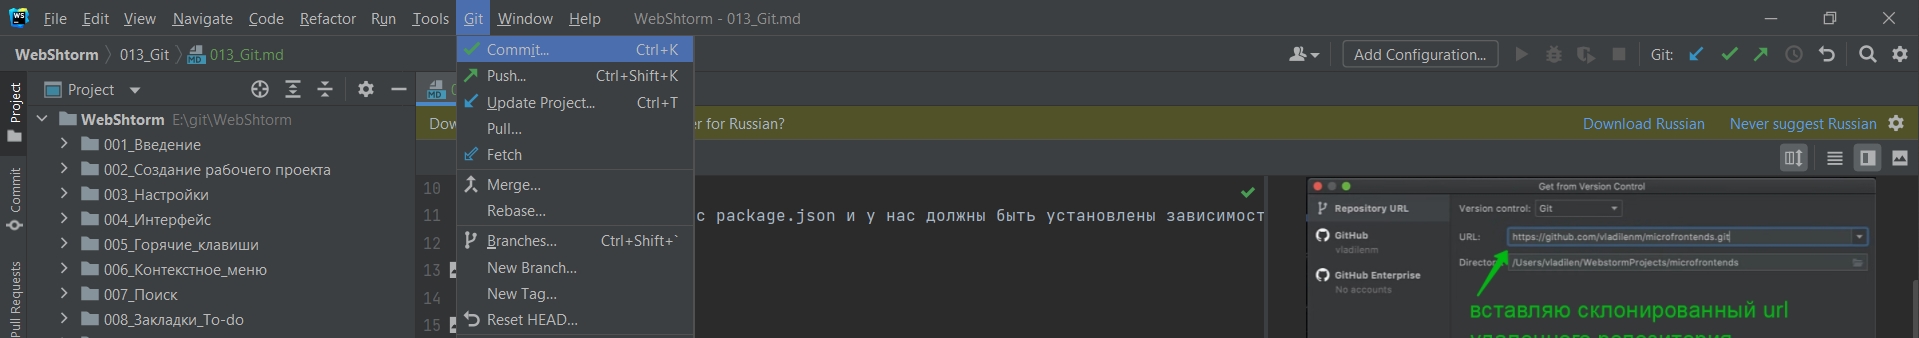 WS File Edit View Navigate Code Refactor Run Tools Git Window Help WebShtorm - 013_Git.md
WebShtorm 013_Git MD 013_Git.md Add Configuration... Git:
Project
Commit
Pull Requests
Project
WebShtorm E:\git\WebShtorm
001_Введение
002_Создание рабочего проекта
003_Настройки
004_Интерфейс
005_Горячие_клавиши
006_Контекстное_меню
007_Поиск
008_Закладки_To-do
Commit... Ctrl+K
Push... Ctrl+Shift+K
Update Project... Ctrl+T
Pull...
Fetch
Merge...
Rebase...
Branches... Ctrl+Shift+`
New Branch...
New Tag...
Reset HEAD...
MD
for Russian? Download Russian Never suggest Russian
10
11 с package.json и у нас должны быть установлены зависимост
12
13
14
15
Get from Version Control
Repository URL
GitHub
vladilenm
GitHub Enterprise
No accounts
Version control: Git
URL: https://github.com/vladilenm/microfrontends.git
Director /Users/vladilen/WebstormProjects/microfrontends
вставляю склонированный url